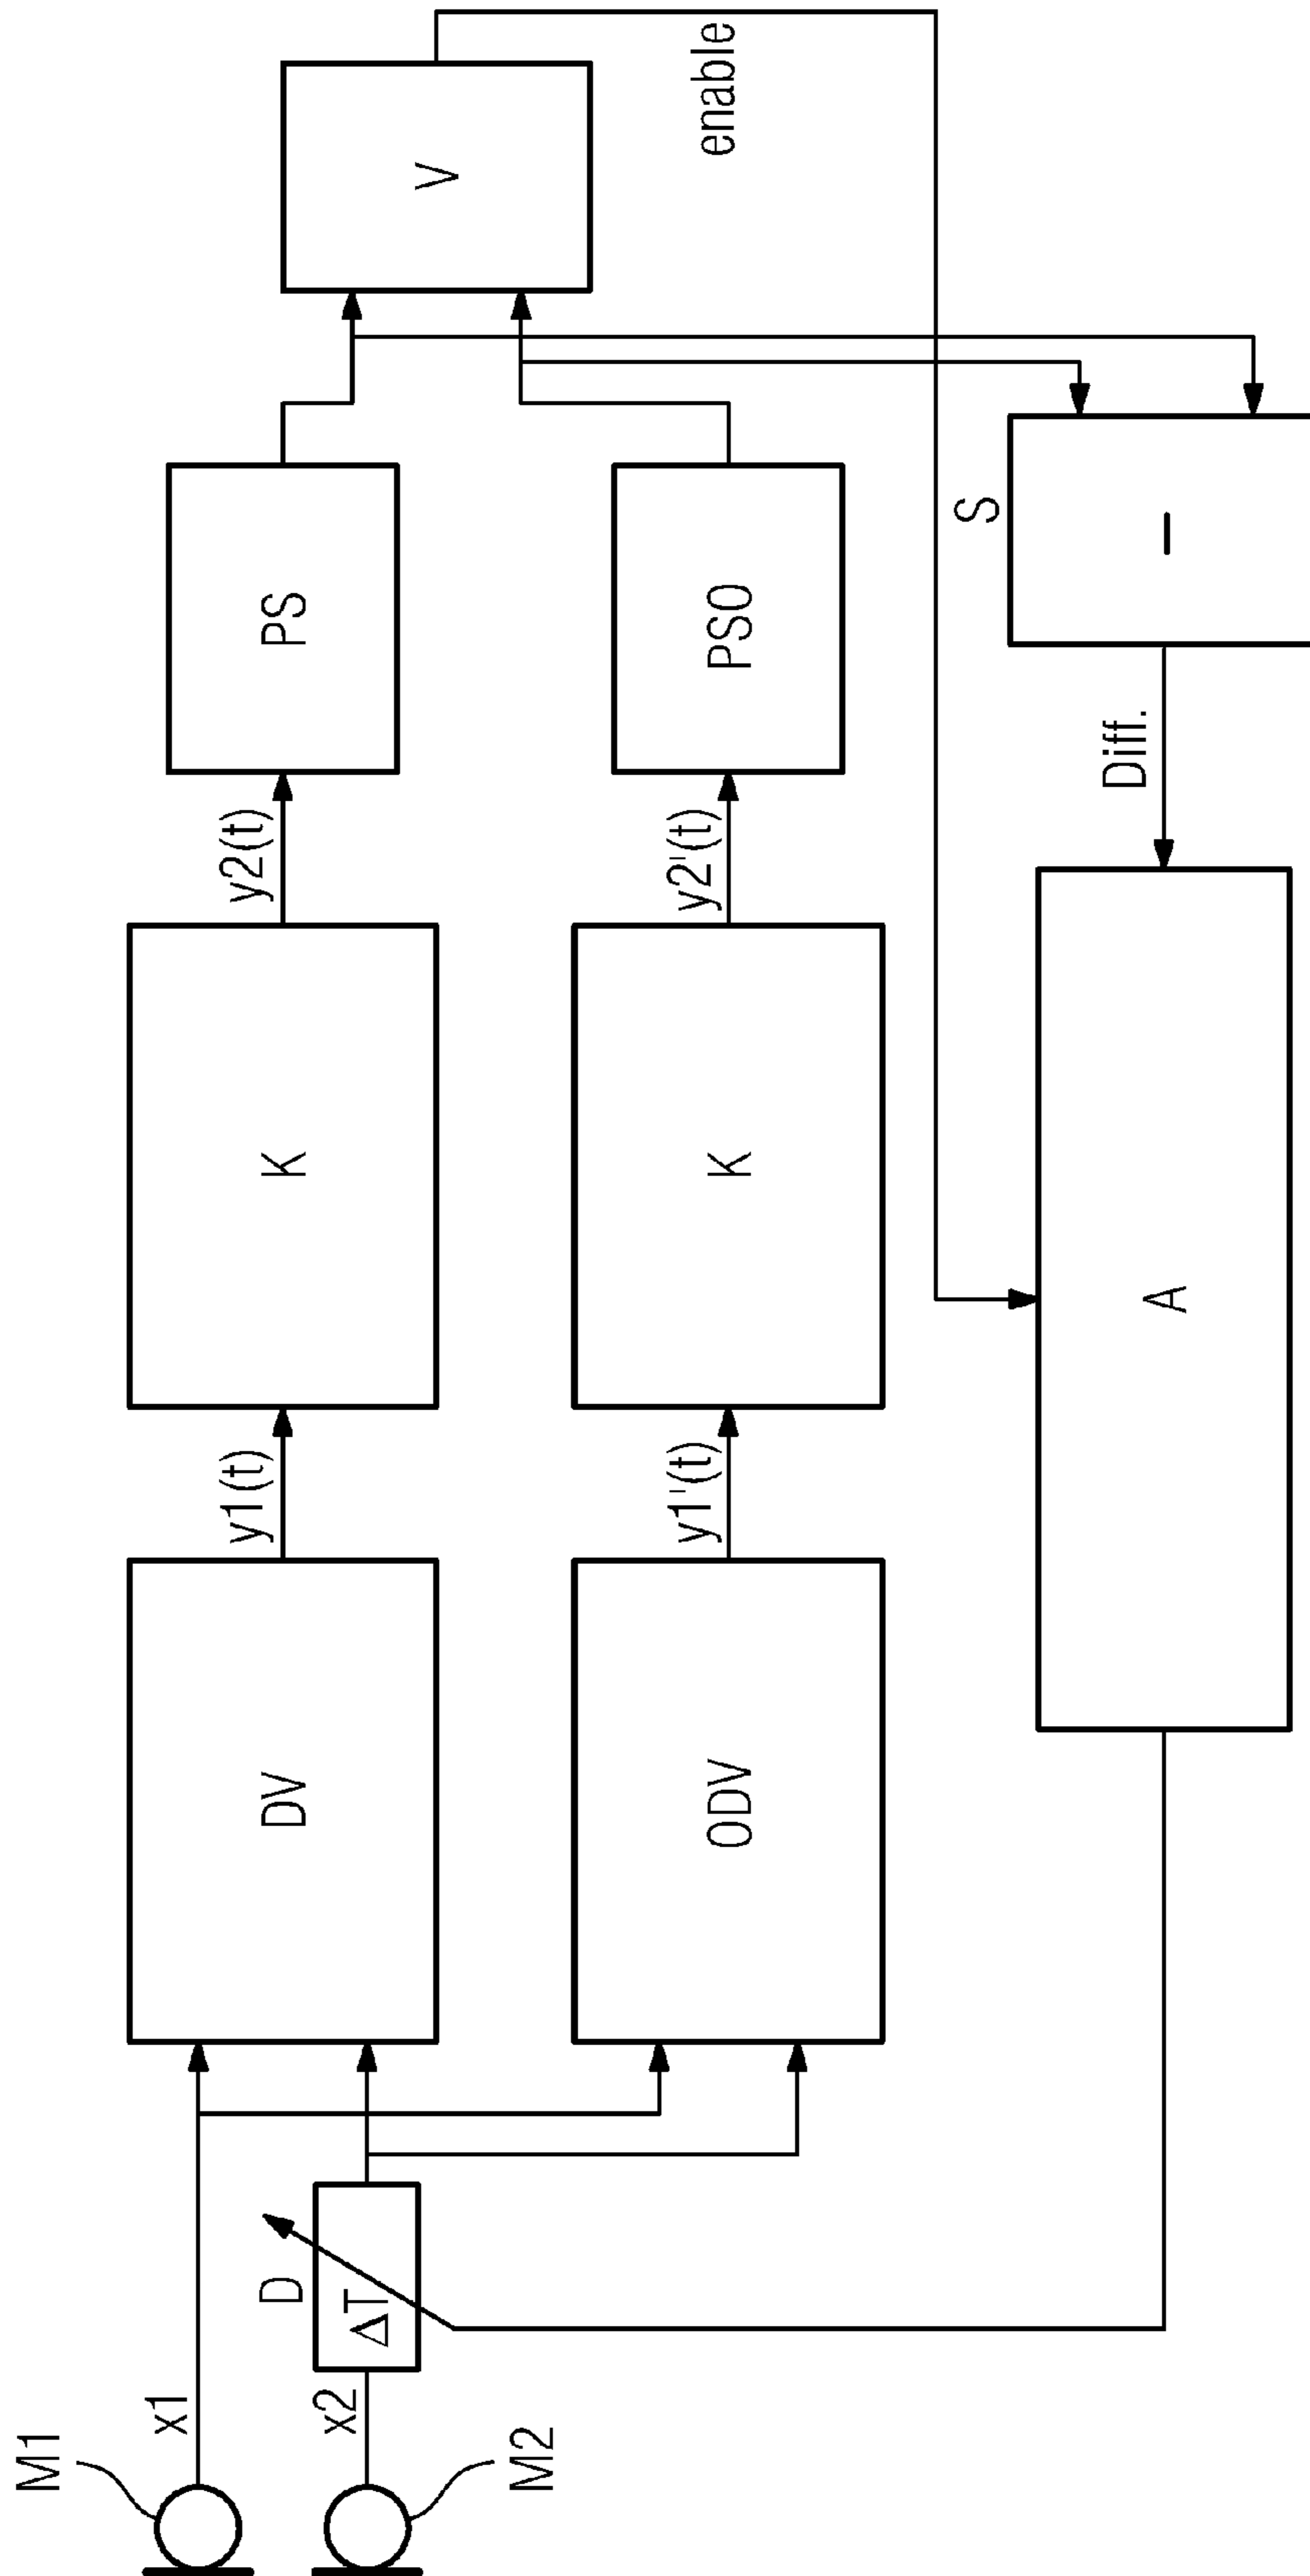 M1
x1
D
ΔT
x2
M2
DV
y1(t)
K
y2(t)
PS
V
ODV
y1'(t)
K
y2'(t)
PSO
enable
A
Diff.
S
–